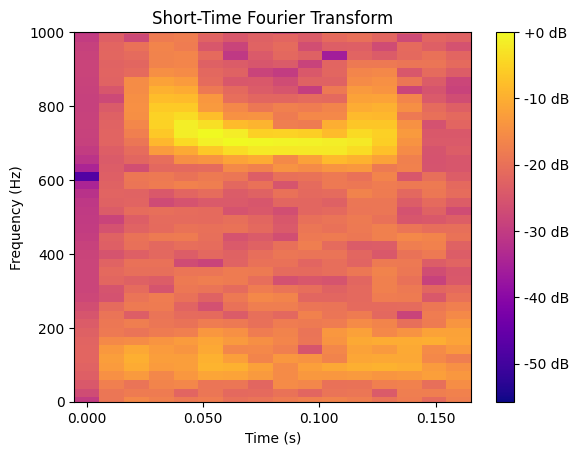 Short-Time Fourier Transform
Frequency (Hz)
1000
800
600
400
200
0
0.000
0.050
0.100
0.150
Time (s)
+0 dB
-10 dB
-20 dB
-30 dB
-40 dB
-50 dB